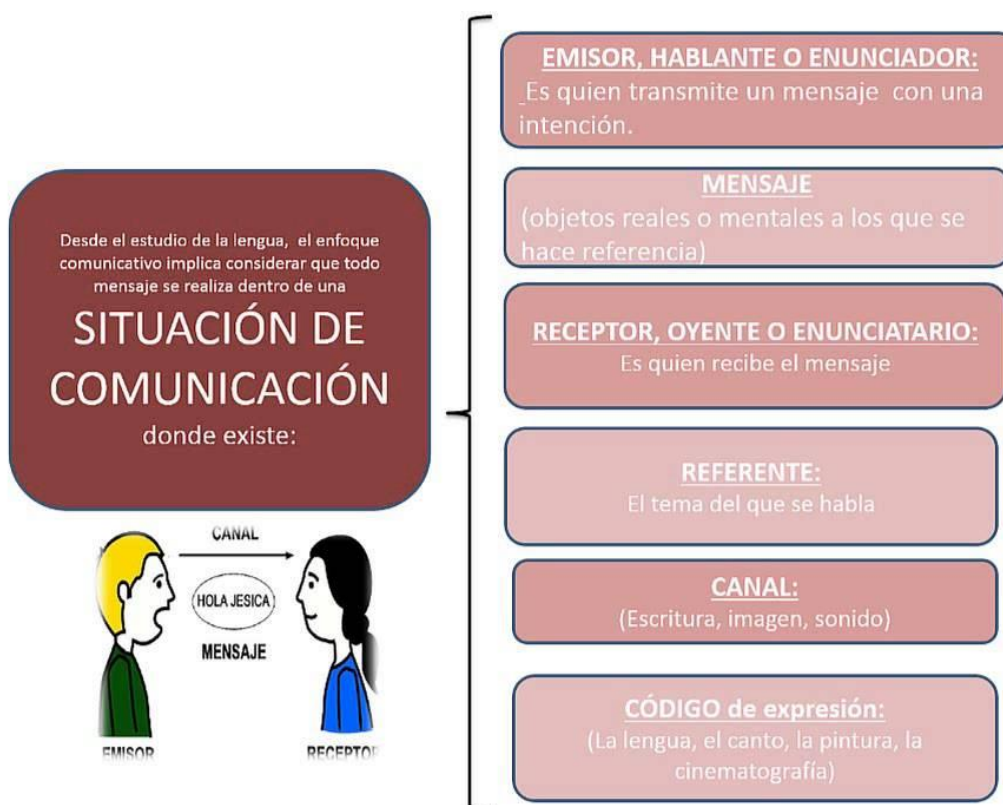 Desde el estudio de la lengua, el enfoque
comunicativo implica considerar que todo
mensaje se realiza dentro de una
SITUACIÓN DE
COMUNICACIÓN
donde existe:
CANAL
HOLA JESICA
MENSAJE
EMISOR
RECEPTOR
EMISOR, HABLANTE O ENUNCIADOR:
Es quien transmite un mensaje con una
intención.
MENSAJE
(objetos reales o mentales a los que se
hace referencia)
RECEPTOR, OYENTE O ENUNCIATARIO:
Es quien recibe el mensaje
REFERENTE:
El tema del que se habla
CANAL:
(Escritura, imagen, sonido)
CÓDIGO de expresión:
(La lengua, el canto, la pintura, la
cinematografía)